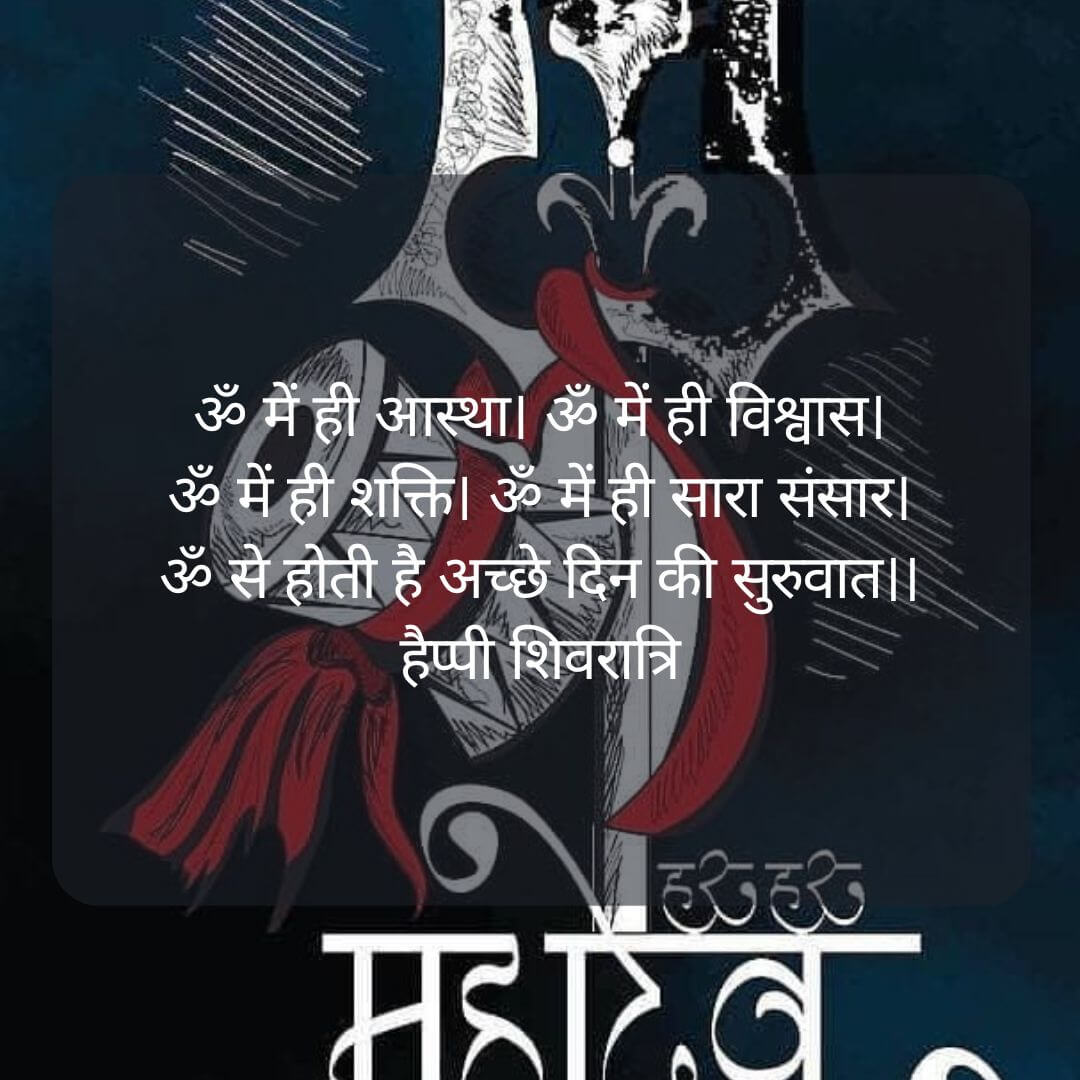 ॐ में ही आस्था। ॐ में ही विश्वास।
ॐ में ही शक्ति। ॐ में ही सारा संसार।
ॐ से होती है अच्छे दिन की सुरुवात।।
हैप्पी शिवरात्रि
हर हर
महादेव